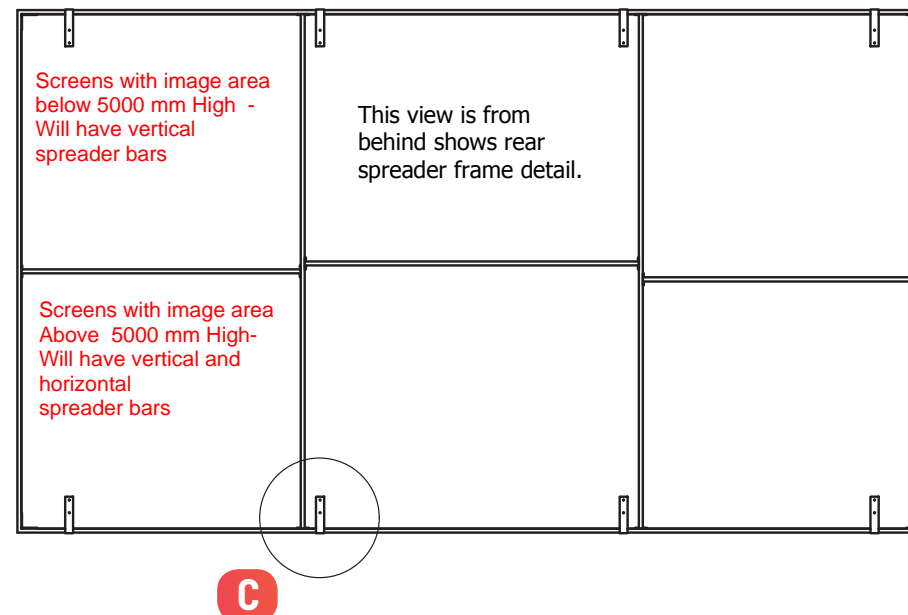 Screens with image area
below 5000 mm High  -
Will have vertical
spreader bars
This view is from
behind shows rear
spreader frame detail.
Screens with image area
Above  5000 mm High-
Will have vertical and
horizontal
spreader bars
C